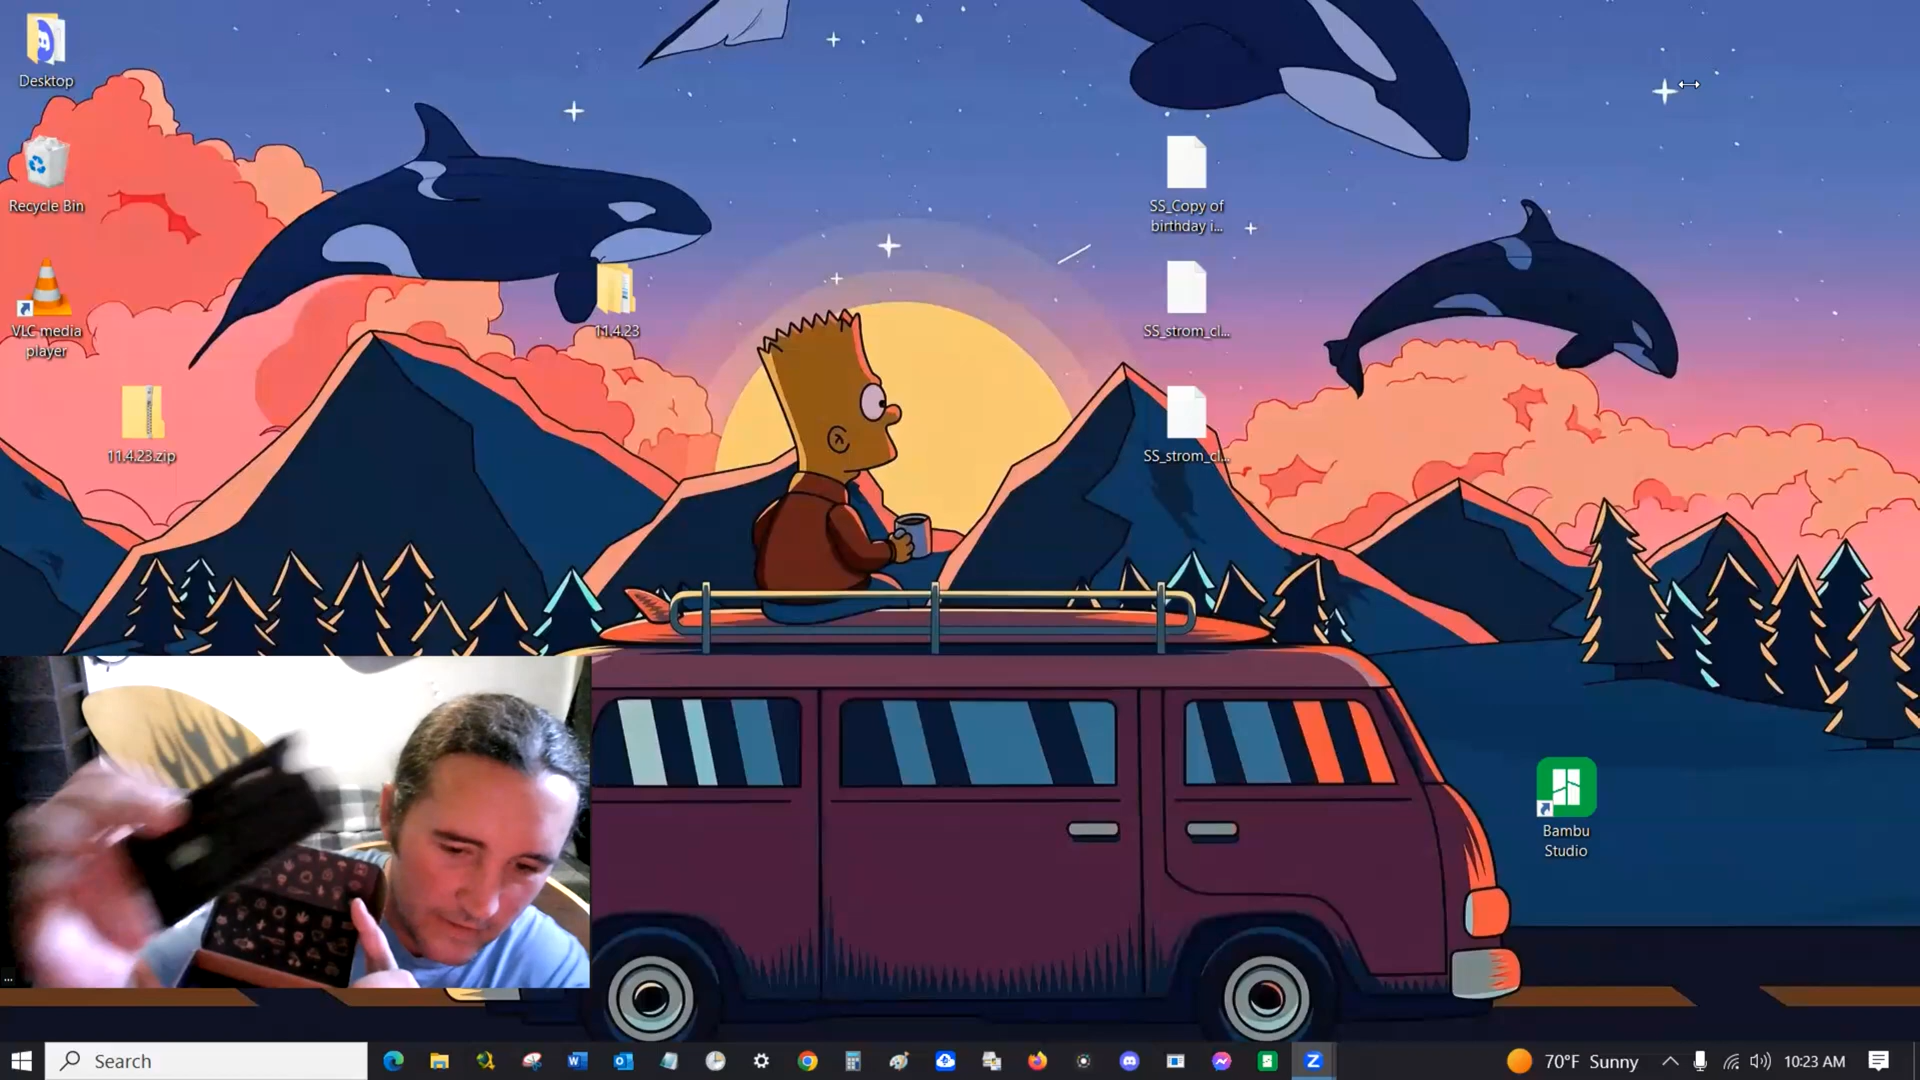 Desktop
Recycle Bin
VLC media
player
11.4.23.zip
11.4.23
SS_Copy of
birthday i...
SS_strom_cl...
SS_strom_cl...
Bambu
Studio
...
Search
70°F Sunny
10:23 AM